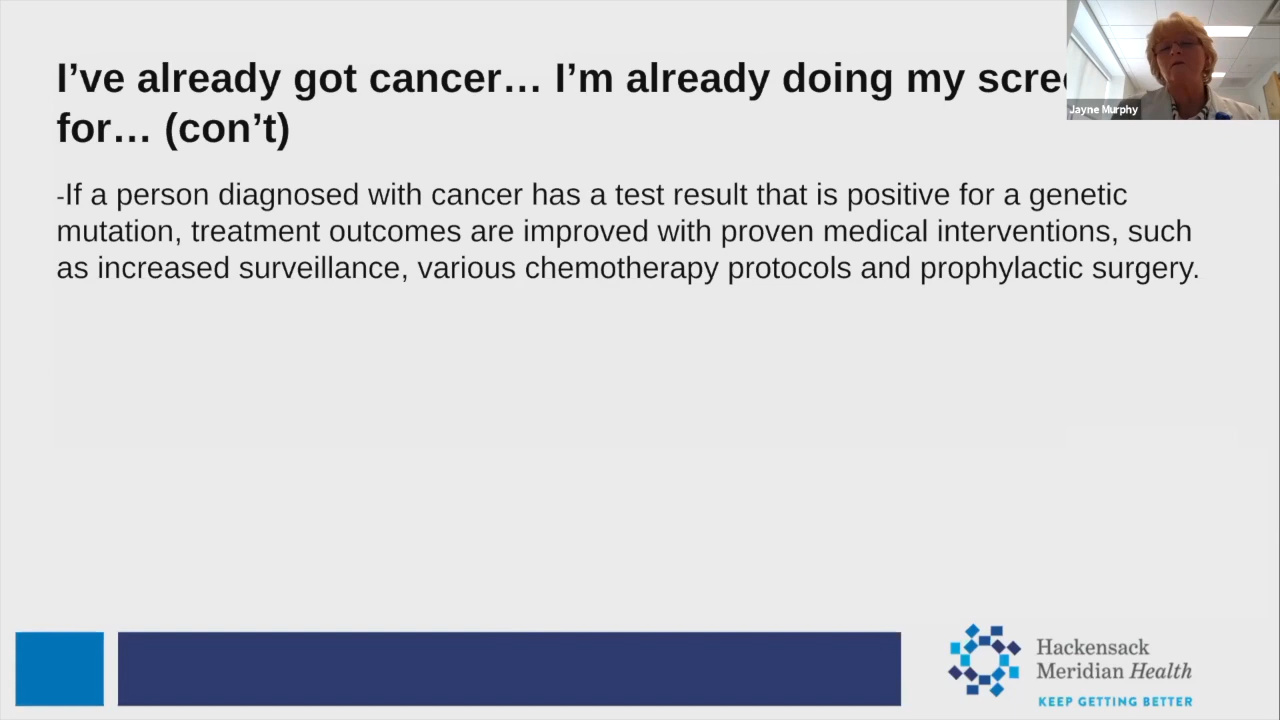 I’ve already got cancer… I’m already doing my
for… (con’t)
Jayne Murphy
-If a person diagnosed with cancer has a test result that is positive for a genetic
mutation, treatment outcomes are improved with proven medical interventions, such
as increased surveillance, various chemotherapy protocols and prophylactic surgery.
Hackensack
Meridian Health
KEEP GETTING BETTER